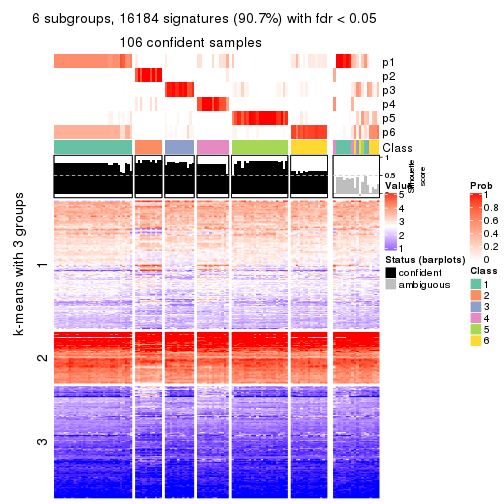 6 subgroups, 16184 signatures (90.7%) with fdr < 0.05
106 confident samples
p1
p2
p3
p4
p5
p6
Class
1
0.5
0
Silhouette
score
k-means with 3 groups
1
2
3
Value
5
4
3
2
1
Status (barplots)
confident
ambiguous
Prob
1
0.8
0.6
0.4
0.2
0
Class
1
2
3
4
5
6